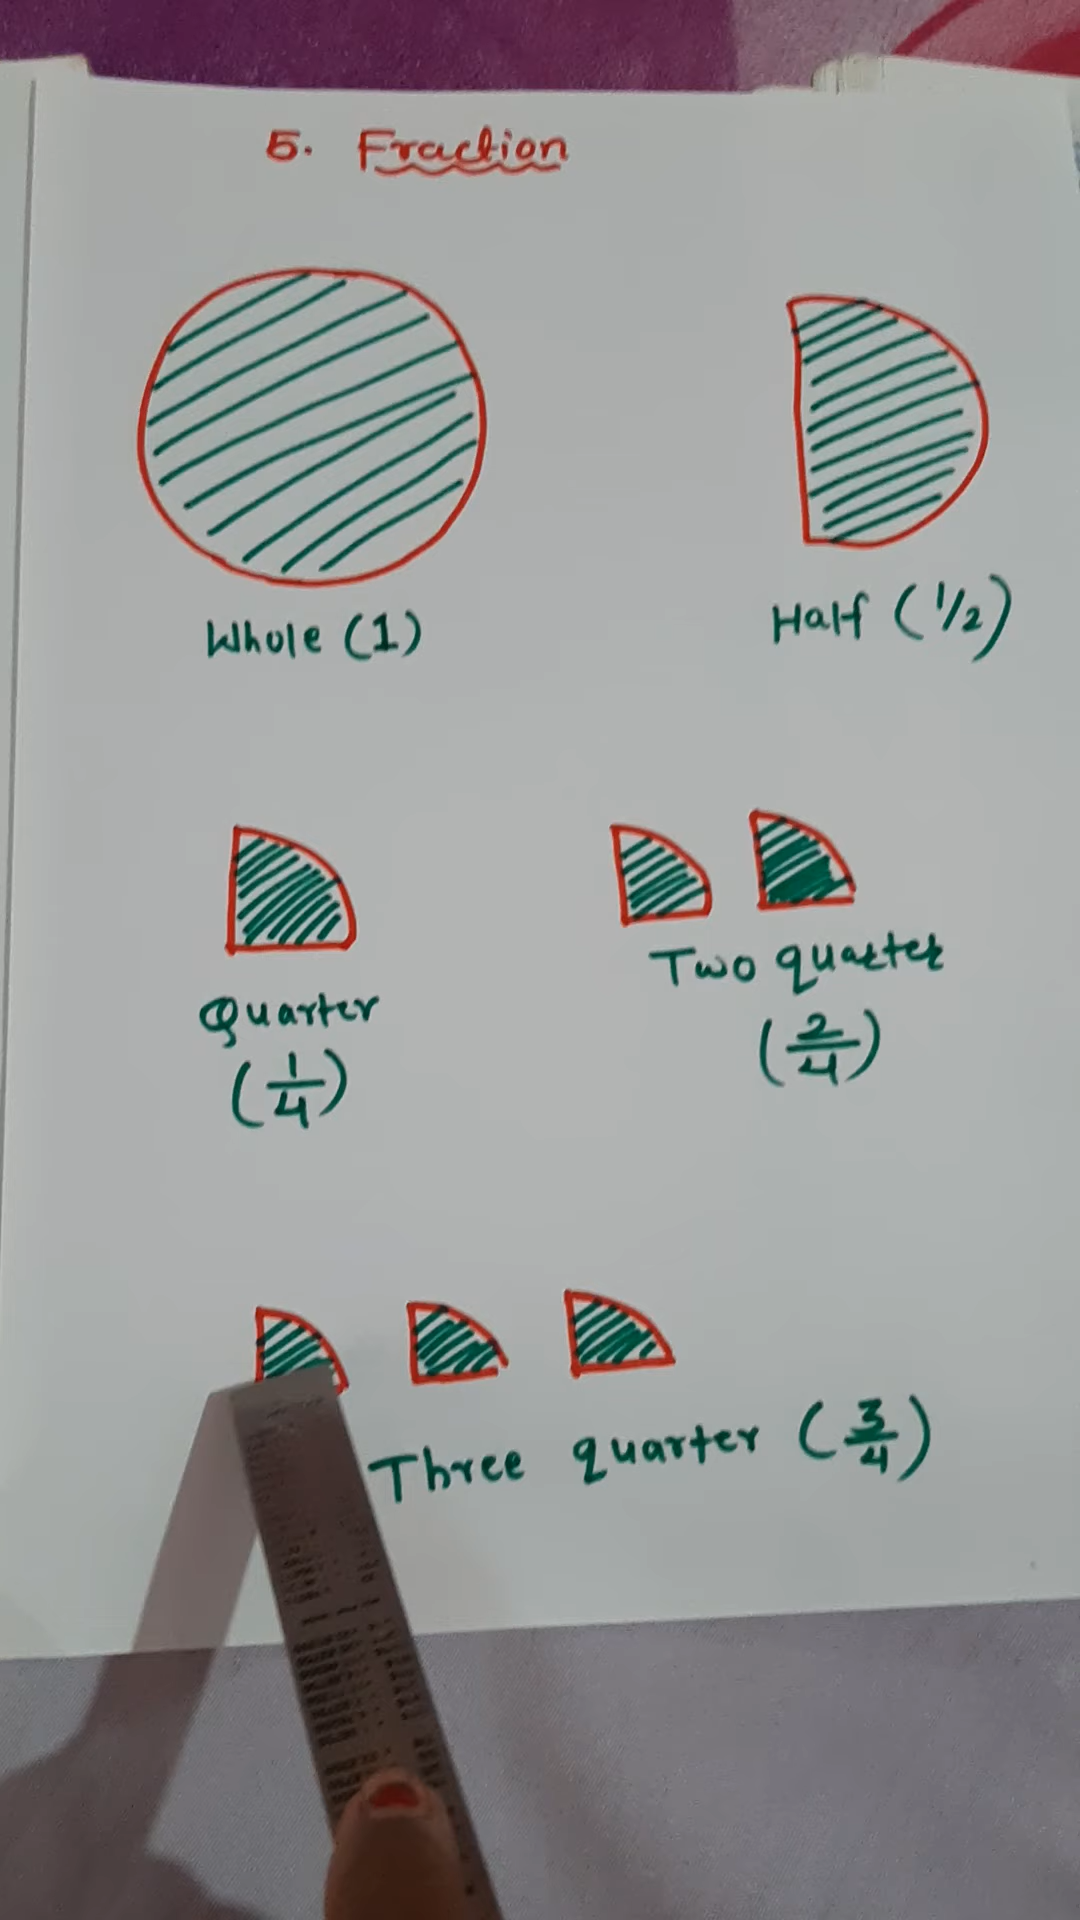 5. Fraction
Whole (1)
Half (1/2)
Quarter
(1/4)
Two quarter
(2/4)
Three quarter (3/4)